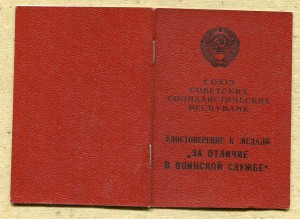 СОЮЗ
СОВЕТСКИХ
СОЦИАЛИСТИЧЕСКИХ
РЕСПУБЛИК
УДОСТОВЕРЕНИЕ К МЕДАЛИ
„ЗА ОТЛИЧИЕ
В ВОИНСКОЙ СЛУЖБЕ“